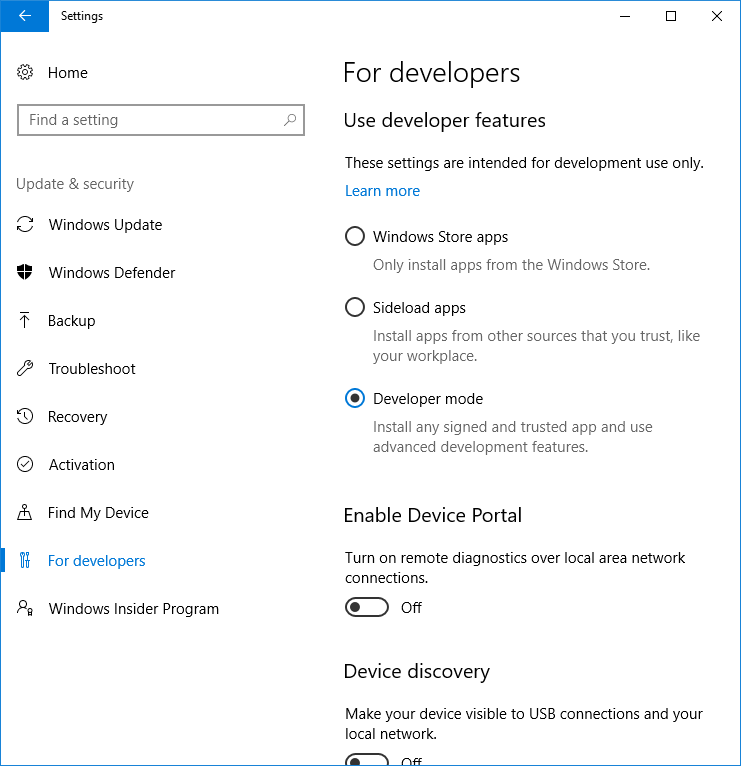 Settings
Home
Find a setting
Update & security
Windows Update
Windows Defender
Backup
Troubleshoot
Recovery
Activation
Find My Device
For developers
Windows Insider Program
For developers
Use developer features
These settings are intended for development use only.
Learn more
Windows Store apps
Only install apps from the Windows Store.
Sideload apps
Install apps from other sources that you trust, like
your workplace.
Developer mode
Install any signed and trusted app and use
advanced development features.
Enable Device Portal
Turn on remote diagnostics over local area network
connections.
Off
Device discovery
Make your device visible to USB connections and your
local network.
Off